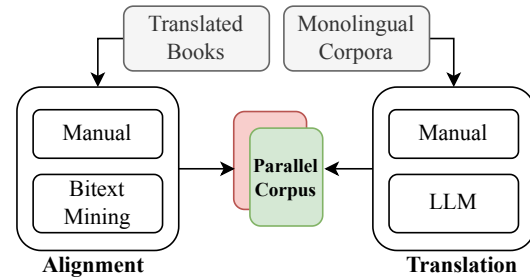 Translated
Books
Monolingual
Corpora
Manual
Bitext
Mining
Alignment
Parallel
Corpus
Manual
LLM
Translation